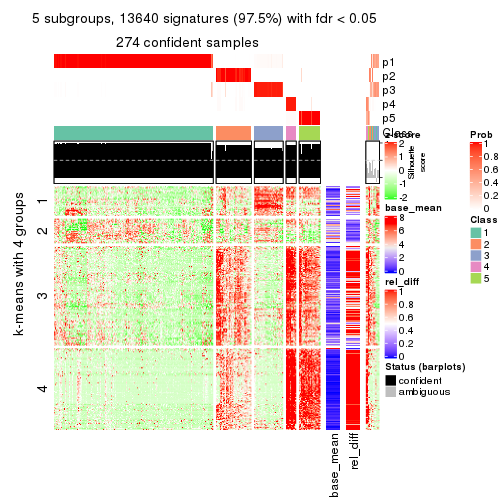 5 subgroups, 13640 signatures (97.5%) with fdr < 0.05
274 confident samples
p1
p2
p3
p4
p5
Class
Silhouette
score
k-means with 4 groups
1
2
3
4
base_mean
rel_diff
z-score
2
1
0
-1
-2
base_mean
8
6
4
2
0
rel_diff
1
0.8
0.6
0.4
0.2
0
Status (barplots)
confident
ambiguous
Prob
1
0.8
0.6
0.4
0.2
0
Class
1
2
3
4
5